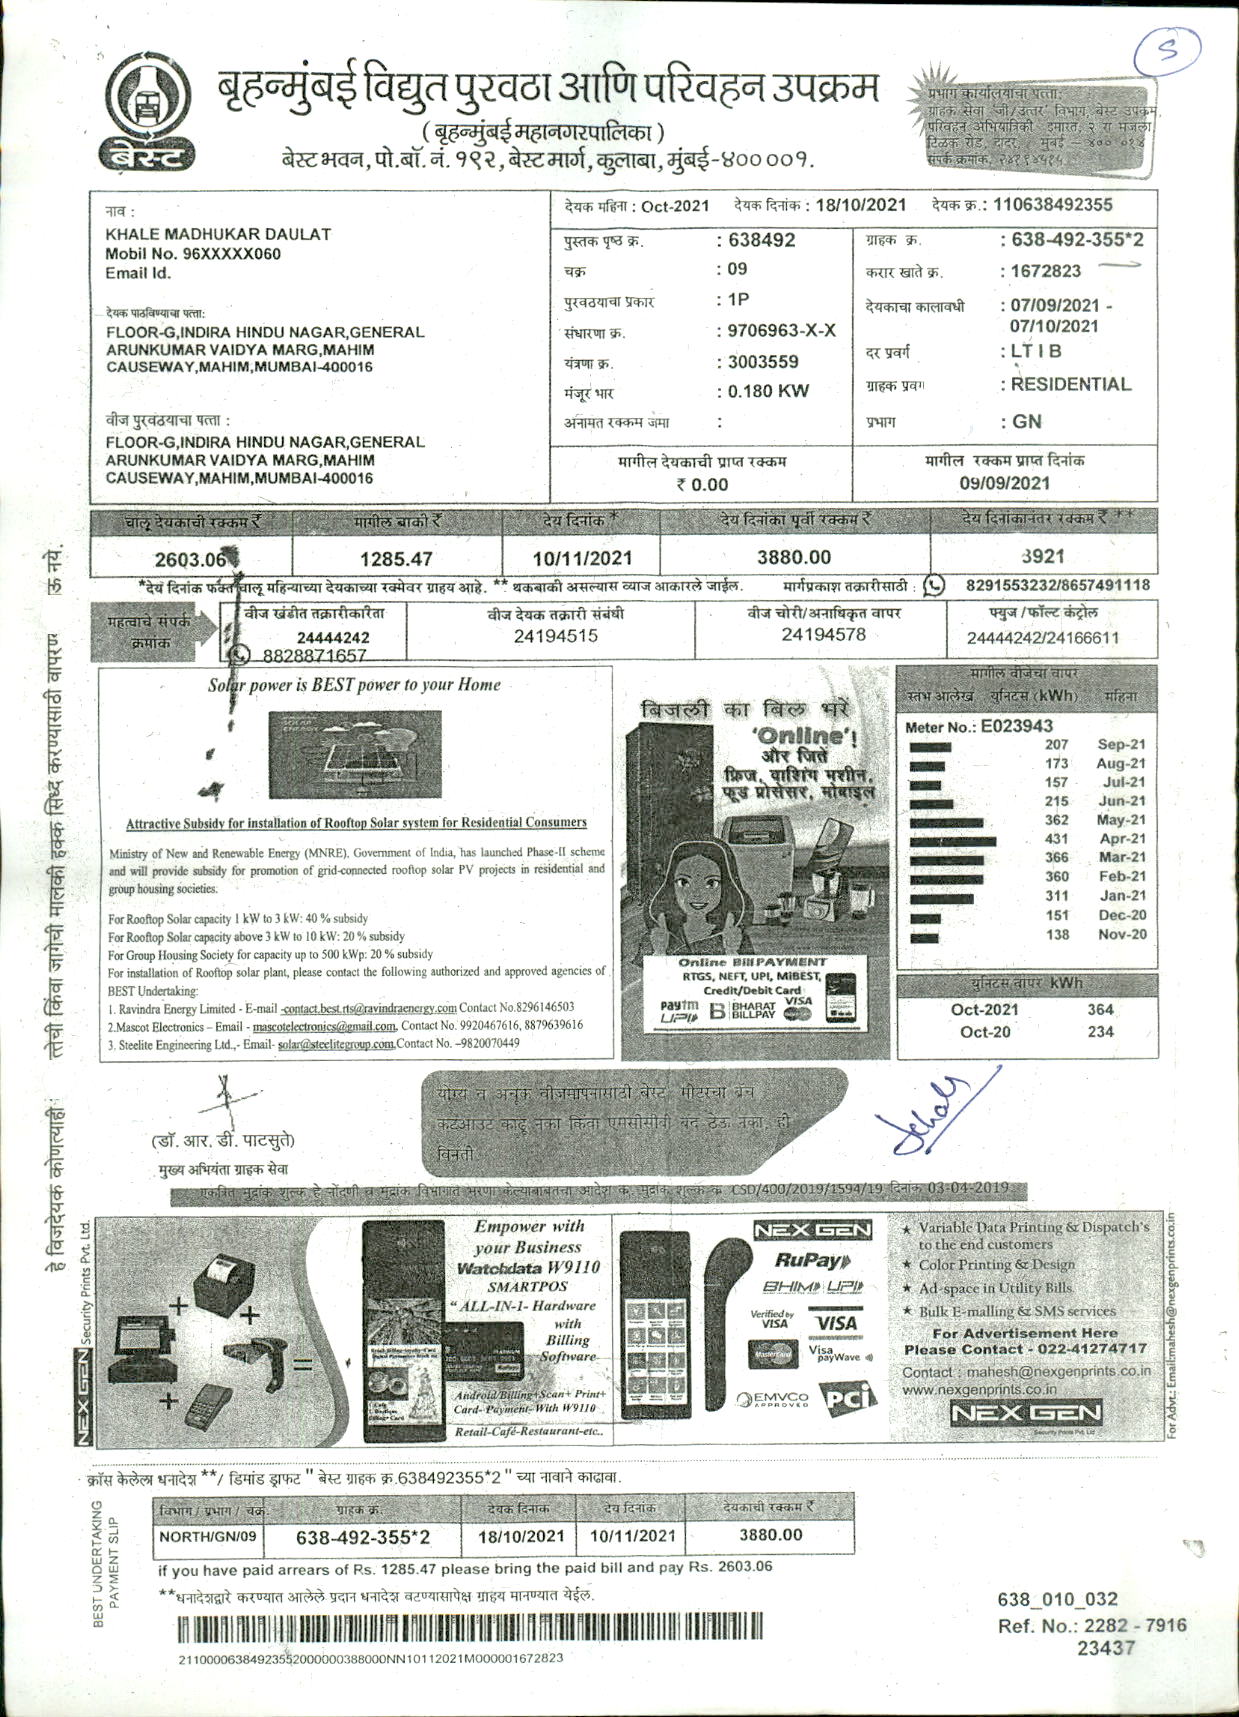 S
बेस्ट
बृहन्मुंबई विद्युत पुरवठा आणि परिवहन उपक्रम
( बृहन्मुंबई महानगरपालिका )
बेस्ट भवन, पो. बॉ. नं. १९२, बेस्ट मार्ग, कुलाबा, मुंबई-४०० ००१.
प्रभाग कार्यालयाचा पत्ता:
ग्राहक सेवा 'जी/उत्तर' विभाग, बेस्ट उपक्रम,
परिवहन अभियांत्रिकी इमारत, २ रा मजला,
टिळक रोड, दादर, मुंबई – ४०० ०१४
संपर्क क्रमांक,
नाव :
KHALE MADHUKAR DAULAT
Mobil No. 96XXXXX060
Email Id.
देयक पाठविण्याचा पत्ता:
FLOOR-G,INDIRA HINDU NAGAR,GENERAL
ARUNKUMAR VAIDYA MARG,MAHIM
CAUSEWAY,MAHIM,MUMBAI-400016
वीज पुरवठयाचा पत्ता :
FLOOR-G,INDIRA HINDU NAGAR,GENERAL
ARUNKUMAR VAIDYA MARG,MAHIM
CAUSEWAY,MAHIM,MUMBAI-400016
देयक महिना : Oct-2021 देयक दिनांक : 18/10/2021 देयक क्र.: 110638492355
पुस्तक पृष्ठ क्र. : 638492
चक्र : 09
पुरवठयाचा प्रकार : 1P
संधारणा क्र. : 9706963-X-X
यंत्रणा क्र. : 3003559
मंजूर भार : 0.180 KW
अनामत रक्कम जमा :
ग्राहक क्र. : 638-492-355*2
करार खाते क्र. : 1672823
देयकाचा कालावधी : 07/09/2021 -
07/10/2021
दर प्रवर्ग : LT I B
ग्राहक प्रवर्ग : RESIDENTIAL
प्रभाग : GN
मागील देयकाची प्राप्त रक्कम
₹ 0.00
मागील रक्कम प्राप्त दिनांक
09/09/2021
चालू देयकाची रक्कम ₹ मागील बाकी ₹ देय दिनांक * देय दिनांका पूर्वी रक्कम ₹ देय दिनांकानंतर रक्कम ₹ **
2603.06 1285.47 10/11/2021 3880.00 3921
*देय दिनांक फक्त चालू महिन्याच्या देयकाच्या रक्मेवर ग्राहय आहे. ** थकबाकी असल्यास व्याज आकारले जाईल. मार्गप्रकाश तक्रारीसाठी : 8291553232/8657491118
महत्वाचे संपर्क
क्रमांक
वीज खंडीत तक्रारीकरिता
24444242
8828871657
वीज देयक तक्रारी संबंधी
24194515
वीज चोरी/अनाधिकृत वापर
24194578
फ्युज /फॉल्ट कंट्रोल
24444242/24166611
Solar power is BEST power to your Home
SOLAR
ENERGY
Attractive Subsidy for installation of Rooftop Solar system for Residential Consumers
Ministry of New and Renewable Energy (MNRE), Government of India, has launched Phase-II scheme
and will provide subsidy for promotion of grid-connected rooftop solar PV projects in residential and
group housing societies.
For Rooftop Solar capacity 1 kW to 3 kW: 40 % subsidy
For Rooftop Solar capacity above 3 kW to 10 kW: 20 % subsidy
For Group Housing Society for capacity up to 500 kWp: 20 % subsidy
For installation of Rooftop solar plant, please contact the following authorized and approved agencies of
BEST Undertaking:
1. Ravindra Energy Limited - E-mail -contact.best.rts@ravindraenergy.com Contact No.8296146503
2.Mascot Electronics – Email - mascotelectronics@gmail.com, Contact No. 9920467616, 8879639616
3. Steelite Engineering Ltd.,- Email- solar@steelitegroup.com,Contact No. –9820070449
बिजली का बिल भरें
'Online'!
और जितें
फ्रिज, वाशिंग मशीन,
फूड प्रोसेसर, मोबाईल
Online Bill PAYMENT
RTGS, NEFT, UPI, MiBEST,
Credit/Debit Card
paytm
UPI
BHARAT
BILLPAY
VISA
मागील वीजेचा वापर
स्तंभ आलेख युनिटस (kWh) महिना
Meter No.: E023943
207 Sep-21
173 Aug-21
157 Jul-21
215 Jun-21
362 May-21
431 Apr-21
366 Mar-21
360 Feb-21
311 Jan-21
151 Dec-20
138 Nov-20
युनिटस वापर kWh
Oct-2021 364
Oct-20 234
(डॉ. आर. डी. पाटसुते)
मुख्य अभियंता ग्राहक सेवा
योग्य व अचूक वीजमापनासाठी बेस्ट मीटरचा बंच
कटआउट काढू नका किंवा एमसीसीबी बंद ठेऊ नका. ही
विनंती
एकत्रित मुद्रांक शुल्क हे नोंदणी व मुद्रांक विभागात भरणा केल्याबाबतचा आदेश क. मुद्रांक शुल्क क CSD/400/2019/1594/19 दिनांक 03-04-2019
NEX GEN Security Prints Pvt. Ltd.
Empower with
your Business
Watchdata W9110
SMARTPOS
"ALL-IN-1- Hardware
with
Billing
Software
Android/Billing+Scan+ Print+
Card- Payment- With W9110
Retail-Café-Restaurant-etc..
NEX GEN
RuPay
BHIM UPI
Verified by
VISA
VISA
MasterCard
Visa
payWave
EMVCO
APPROVED
PCi
★ Variable Data Printing & Dispatch's
to the end customers
★ Color Printing & Design
★ Ad-space in Utility Bills
★ Bulk E-malling & SMS services
For Advertisement Here
Please Contact - 022-41274717
Contact : mahesh@nexgenprints.co.in
www.nexgenprints.co.in
NEX GEN
Security Prints Pvt. Ltd
For Advt.: Email:mahesh@nexgenprints.co.in
हे विजदेयक कोणत्याही
त्तेची किंवा जागेची मालकी हक्क सिध्द करण्यासाठी वापरण
ऊ नये.
क्रॉस केलेला धनादेश **/ डिमांड ड्राफट " बेस्ट ग्राहक क्र.638492355*2 " च्या नावाने काढावा.
BEST UNDERTAKING
PAYMENT SLIP
विभाग / प्रभाग / चक्र ग्राहक क्र. देयक दिनांक देय दिनांक देयकाची रक्कम ₹
NORTH/GN/09 638-492-355*2 18/10/2021 10/11/2021 3880.00
if you have paid arrears of Rs. 1285.47 please bring the paid bill and pay Rs. 2603.06
**धनादेशद्वारे करण्यात आलेले प्रदान धनादेश वटण्यासापेक्ष ग्राहय मानण्यात येईल.
21100006384923552000000388000NN10112021M000001672823
638_010_032
Ref. No.: 2282 - 7916
23437